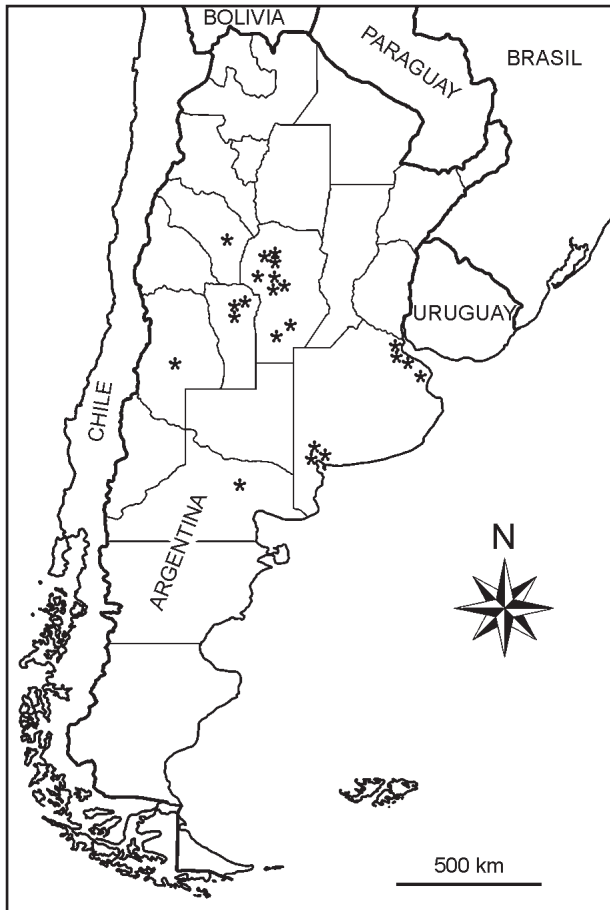 BOLIVIA
PARAGUAY
BRASIL
URUGUAY
CHILE
ARGENTINA
N
500 km